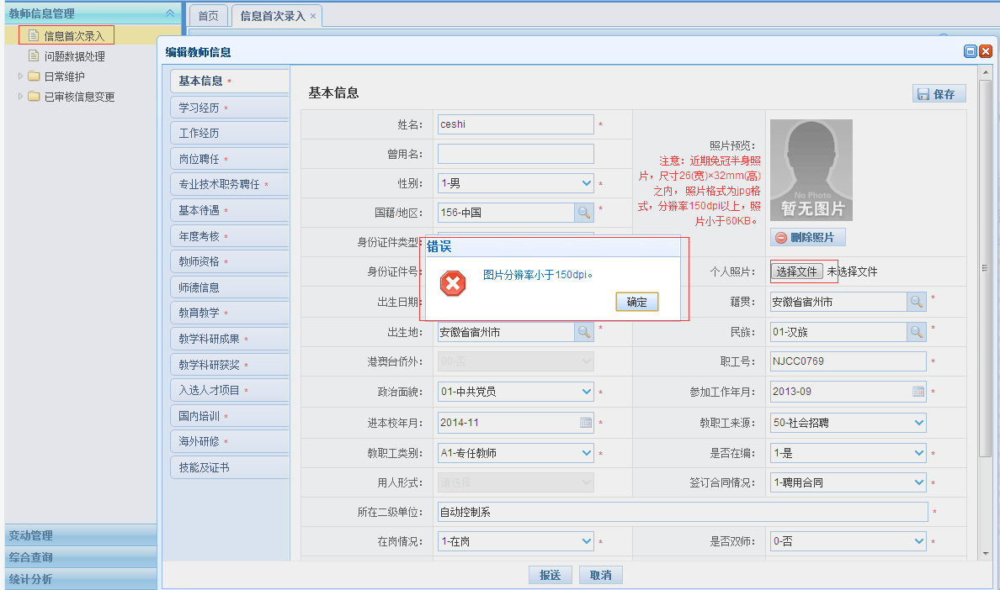 教师信息管理
信息首次录入
问题数据处理
日常维护
已审核信息变更
变动管理
综合查询
统计分析
首页
信息首次录入 ×
编辑教师信息
基本信息 *
学习经历 *
工作经历
岗位聘任 *
专业技术职务聘任 *
基本待遇 *
年度考核 *
教师资格 *
师德信息
教育教学 *
教学科研成果 *
教学科研获奖 *
入选人才项目 *
国内培训 *
海外研修 *
技能及证书
基本信息
保存
姓名: ceshi *
曾用名:
性别: 1-男 *
国籍/地区: 156-中国 *
身份证件类型:
身份证件号
出生日期
出生地: 安徽省宿州市 *
港澳台侨外: 00-否
政治面貌: 01-中共党员 *
进本校年月: 2014-11 *
教职工类别: A1-专任教师 *
用人形式: 请选择
所在二级单位: 自动控制系 *
在岗情况: 1-在岗 *
照片预览:
注意：近期免冠半身照
片，尺寸26(宽)×32mm(高)
之内，照片格式为jpg格
式，分辨率150dpi以上，照
片小于60KB。
No Photo
暂无图片
删除照片
个人照片: 选择文件 未选择文件
籍贯: 安徽省宿州市 *
民族: 01-汉族 *
职工号: NJCC0769 *
参加工作年月: 2013-09 *
教职工来源: 50-社会招聘
是否在编: 1-是 *
签订合同情况: 1-聘用合同 *
是否双师: 0-否 *
错误
图片分辨率小于150dpi。
确定
报送
取消